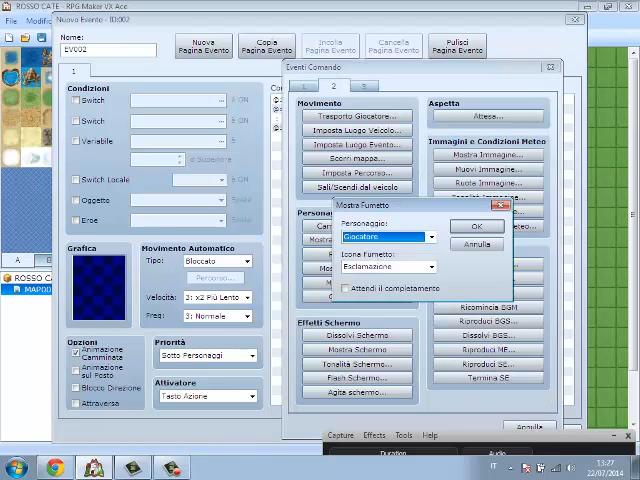 ROSSO CATE - RPG Maker VX Ace
File
Modifi
Nuovo Evento - ID:002
Nome:
EV002
Nuova
Pagina Evento
Copia
Pagina Evento
Incolla
Pagina Evento
Cancella
Pagina Evento
Pulisci
Pagina Evento
1
Condizioni
Switch
... è ON
Switch
... è ON
Variabile
...
o Superiore
Switch Locale
è ON
Oggetto
Eroe
Grafica
Movimento Automatico
Tipo:
Bloccato
Percorso...
Velocità:
3: x2 Più Lento
Freq:
3: Normale
Opzioni
Animazione
Camminata
Animazione
sul Posto
Blocco Direzione
Attraversa
Priorità
Sotto Personaggi
Attivatore
Tasto Azione
Eventi Comando
1
2
3
Movimento
Trasporto Giocatore...
Imposta Luogo Veicolo...
Imposta Luogo Evento...
Scorri mappa...
Imposta Percorso...
Sali/Scendi dal veicolo
Aspetta
Attesa...
Immagini e Condizioni Meteo
Mostra Immagine...
Muovi Immagine...
Ruota Immagine...
Mostra Fumetto
Personaggio:
Giocatore
OK
Annulla
Icona Fumetto:
Esclamazione
Attendi il completamento
Effetti Schermo
Dissolvi Schermo
Mostra Schermo
Tonalità Schermo...
Flash Schermo...
Agita schermo...
Ricomincia BGM
Riproduci BGS...
Dissolvi BGS...
Riproduci ME...
Riproduci SE...
Termina SE
Annulla
A
B
ROSSO CATE
MAP00
Capture
Effects
Tools
Help
Duration
Audio
IT
13:27
22/07/2014